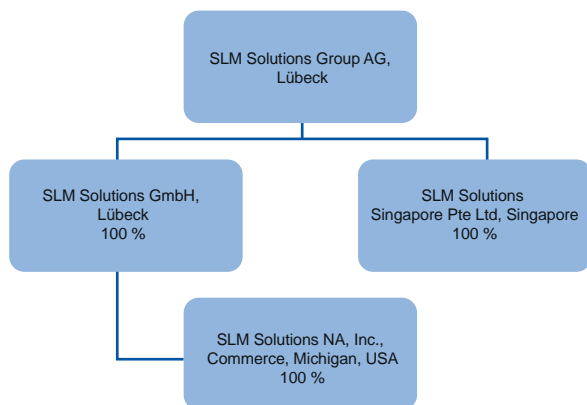 SLM Solutions Group AG,
Lübeck
SLM Solutions GmbH,
Lübeck
100 %
SLM Solutions
Singapore Pte Ltd, Singapore
100 %
SLM Solutions NA, Inc.,
Commerce, Michigan, USA
100 %